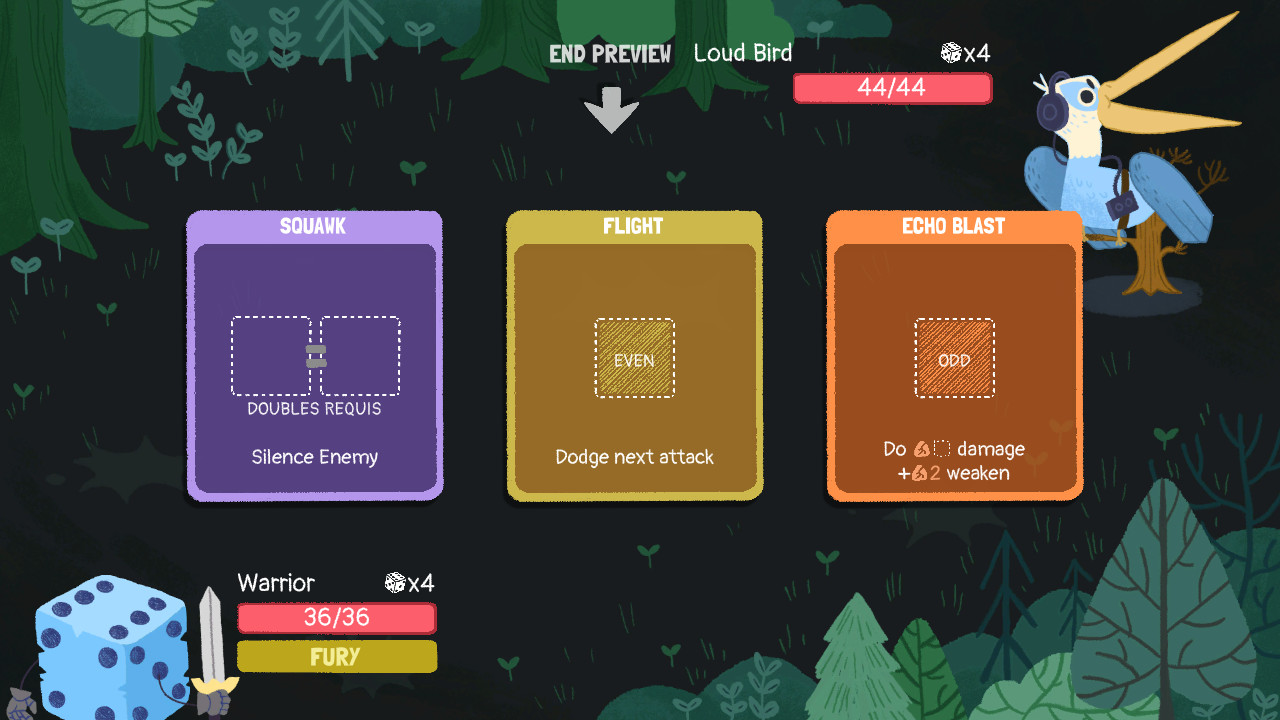 END PREVIEW
Loud Bird
x4
44/44
SQUAWK
DOUBLES REQUIS
Silence Enemy
FLIGHT
EVEN
Dodge next attack
ECHO BLAST
ODD
Do damage
+2 weaken
Warrior
x4
36/36
FURY